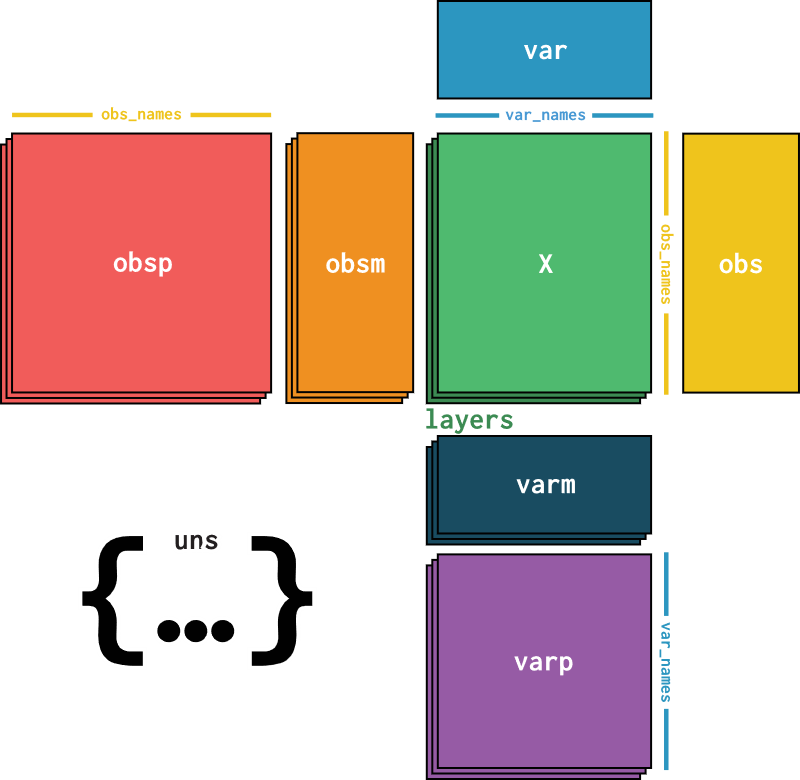 var
obs_names
var_names
obsp
obsm
X
obs_names
obs
layers
varm
uns
{...}
varp
var_names